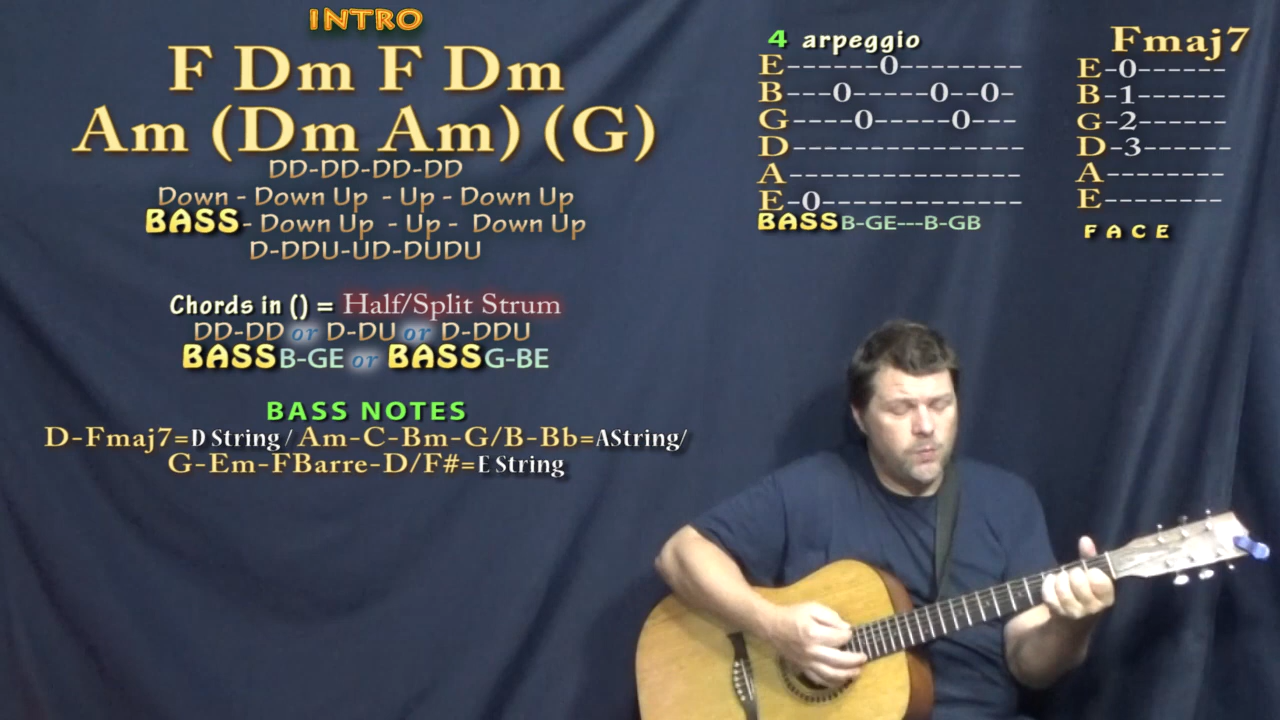 INTRO
F Dm F Dm
Am (Dm Am) (G)
DD-DD-DD-DD
Down - Down Up - Up - Down Up
BASS- Down Up - Up - Down Up
D-DDU-UD-DUDU
Chords in () = Half/Split Strum
DD-DD or D-DU or D-DDU
BASSB-GE or BASSG-BE
BASS NOTES
D-Fmaj7=D String / Am-C-Bm-G/B-Bb=AString/
G-Em-FBarre-D/F#=E String
4 arpeggio
E------0--------
B---0-----0--0-
G-----0-----0---
D---------------
A---------------
E-0-------------
BASSB-GE---B-GB
Fmaj7
E-0------
B-1------
G-2------
D-3------
A--------
E--------
F A C E